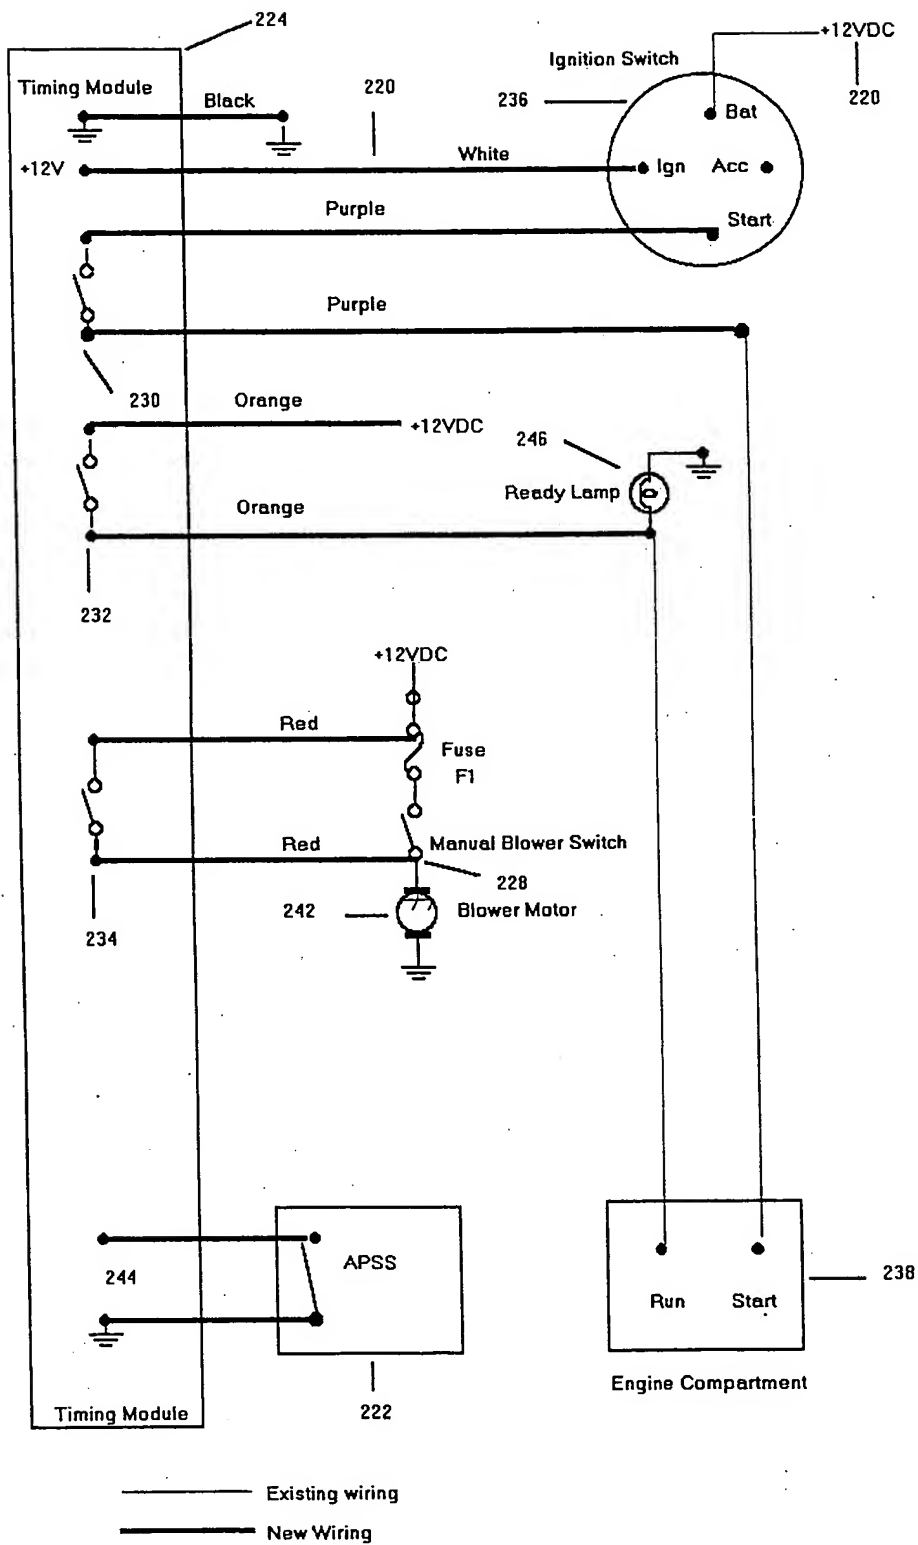 224
+12VDC
Ignition Switch
Timing Module
220
236
220
Black
Bat
+12V
White
Ign
Acc
Purple
Start
Purple
230
Orange
+12VDC
246
Ready Lamp
Orange
232
+12VDC
Red
Fuse
F1
Red
Manual Blower Switch
228
242
Blower Motor
234
APSS
244
238
Run
Start
Engine Compartment
222
Timing Module
Existing wiring
New Wiring